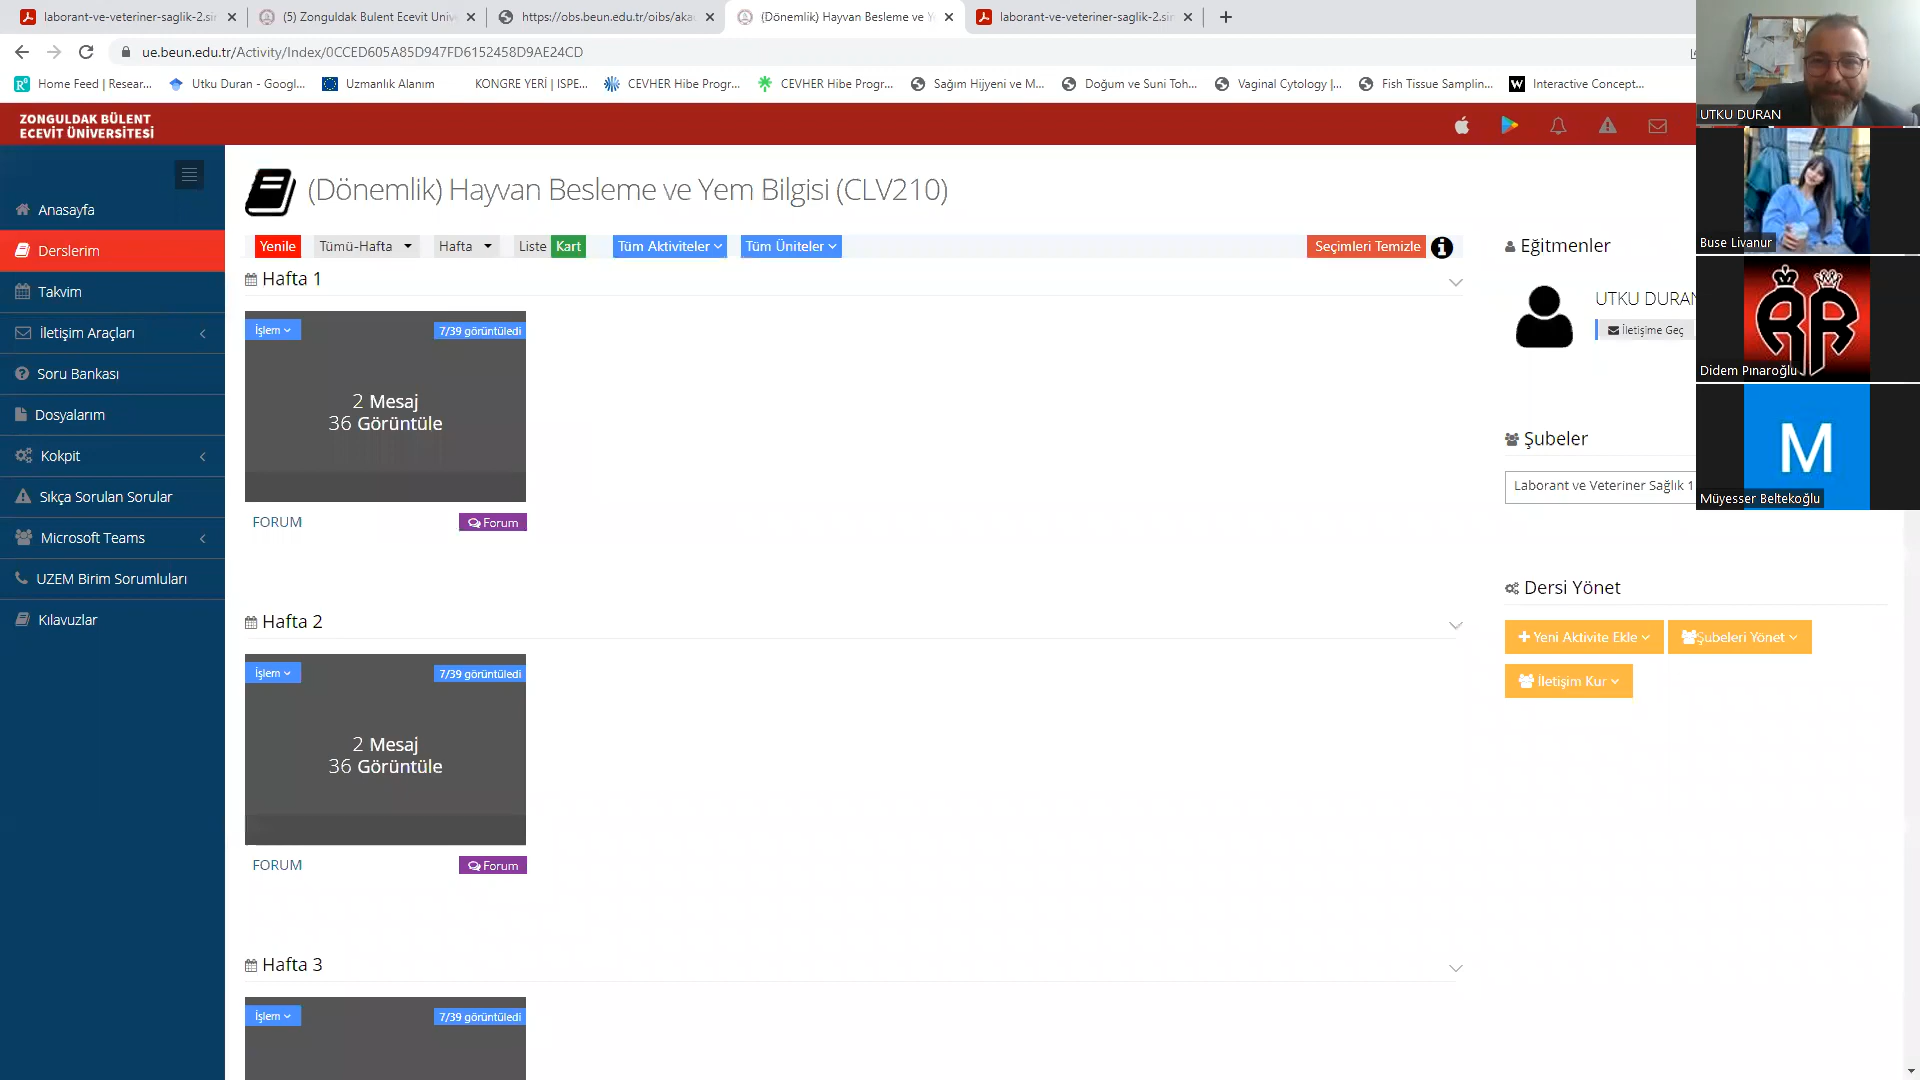 laborant-ve-veteriner-saglik-2.sir
(5) Zonguldak Bulent Ecevit Unive
https://obs.beun.edu.tr/oibs/aka
(Dönemlik) Hayvan Besleme ve Ye
laborant-ve-veteriner-saglik-2.sir
ue.beun.edu.tr/Activity/Index/0CCED605A85D947FD6152458D9AE24CD
Home Feed | Resear...
Utku Duran - Googl...
Uzmanlık Alanım
KONGRE YERİ | ISPE...
CEVHER Hibe Progr...
CEVHER Hibe Progr...
Sağım Hijyeni ve M...
Doğum ve Suni Toh...
Vaginal Cytology |...
Fish Tissue Samplin...
Interactive Concept...
ZONGULDAK BÜLENT
ECEVİT ÜNİVERSİTESİ
Anasayfa
Derslerim
Takvim
İletişim Araçları
Soru Bankası
Dosyalarım
Kokpit
Sıkça Sorulan Sorular
Microsoft Teams
UZEM Birim Sorumluları
Kılavuzlar
(Dönemlik) Hayvan Besleme ve Yem Bilgisi (CLV210)
Yenile Tümü-Hafta Hafta Liste Kart Tüm Aktiviteler Tüm Üniteler Seçimleri Temizle
Hafta 1
İşlem 7/39 görüntüledi
2 Mesaj
36 Görüntüle
FORUM Forum
Hafta 2
İşlem 7/39 görüntüledi
2 Mesaj
36 Görüntüle
FORUM Forum
Hafta 3
İşlem 7/39 görüntüledi
Eğitmenler
UTKU DURAN
İletişime Geç
Şubeler
Laborant ve Veteriner Sağlık 1
Dersi Yönet
Yeni Aktivite Ekle Şubeleri Yönet
İletişim Kur
UTKU DURAN
Buse Livanur
Didem Pınaroğlu
M
Müyesser Beltekoğlu